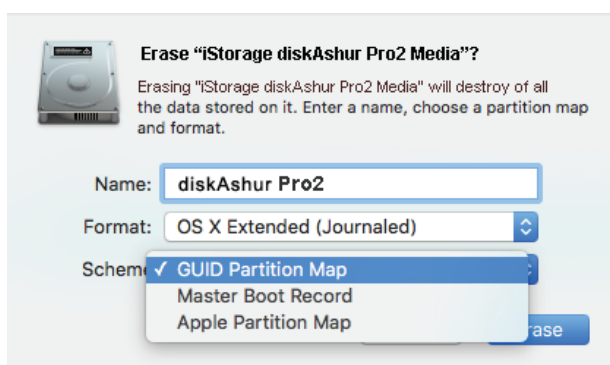 Erase “iStorage diskAshur Pro2 Media”?
Erasing "iStorage diskAshur Pro2 Media" will destroy of all
the data stored on it. Enter a name, choose a partition map
and format.
Name: diskAshur Pro2
Format: OS X Extended (Journaled)
Schem ✓ GUID Partition Map
Master Boot Record
Apple Partition Map
rase